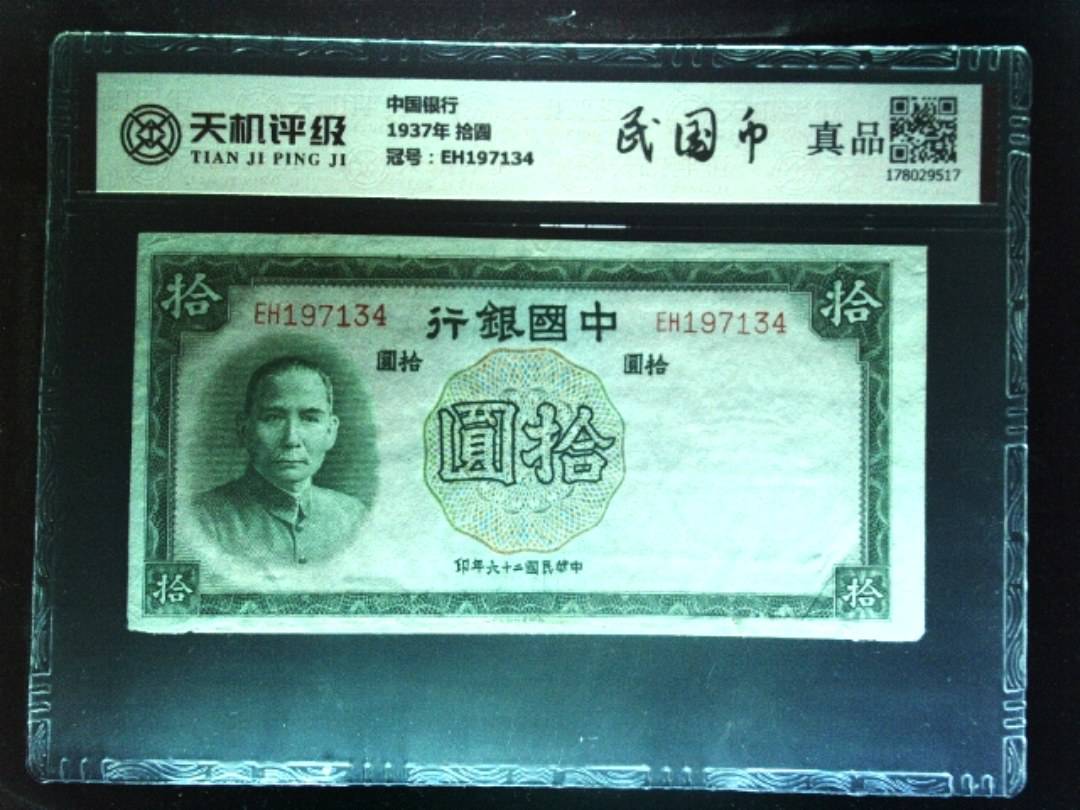 天机评级
TIAN JI PING JI
中国银行
1937年 拾圆
冠号：EH197134
民国币
真品
178029517
拾
拾
EH197134
行銀國中
EH197134
圓拾
圓拾
圓拾
印年六十二國民華中
拾
拾